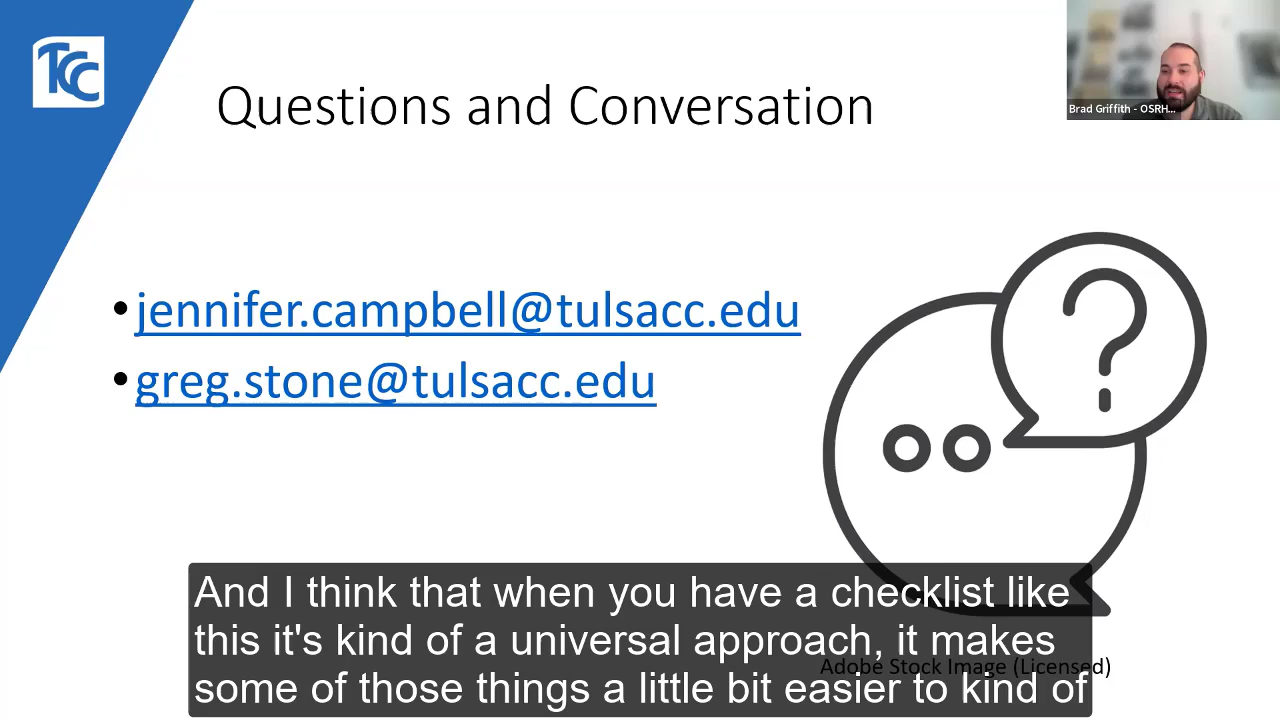 TCC
Questions and Conversation
Brad Griffith - OSRH...
• jennifer.campbell@tulsacc.edu
• greg.stone@tulsacc.edu
?
And I think that when you have a checklist like
this it's kind of a universal approach, it makes
Adobe Stock Image (Licensed)
some of those things a little bit easier to kind of